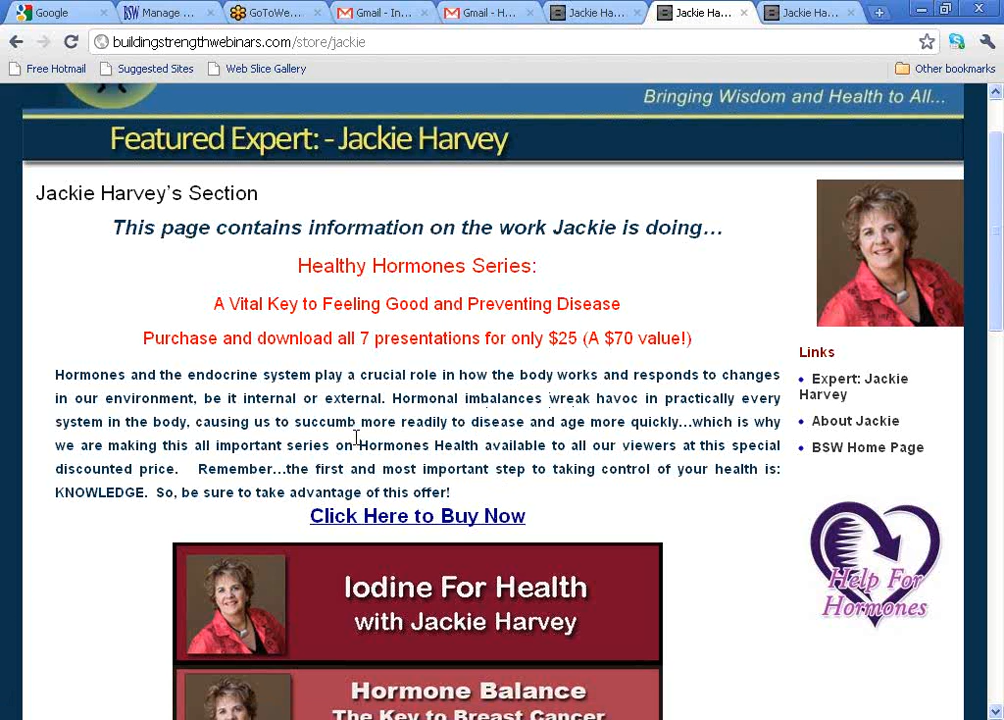 Google
Manage ...
GoToWe...
Gmail - In...
Gmail - H...
Jackie Ha...
Jackie Ha...
Jackie Ha...
buildingstrengthwebinars.com/store/jackie
Free Hotmail
Suggested Sites
Web Slice Gallery
Other bookmarks
Bringing Wisdom and Health to All...
Featured Expert: - Jackie Harvey
Jackie Harvey's Section
This page contains information on the work Jackie is doing…
Healthy Hormones Series:
A Vital Key to Feeling Good and Preventing Disease
Purchase and download all 7 presentations for only $25 (A $70 value!)
Hormones and the endocrine system play a crucial role in how the body works and responds to changes
in our environment, be it internal or external. Hormonal imbalances wreak havoc in practically every
system in the body, causing us to succumb more readily to disease and age more quickly…which is why
we are making this all important series on Hormones Health available to all our viewers at this special
discounted price. Remember…the first and most important step to taking control of your health is:
KNOWLEDGE. So, be sure to take advantage of this offer!
Click Here to Buy Now
Iodine For Health
with Jackie Harvey
Hormone Balance
The Key to Breast Cancer
Links
Expert: Jackie
Harvey
About Jackie
BSW Home Page
Help For
Hormones